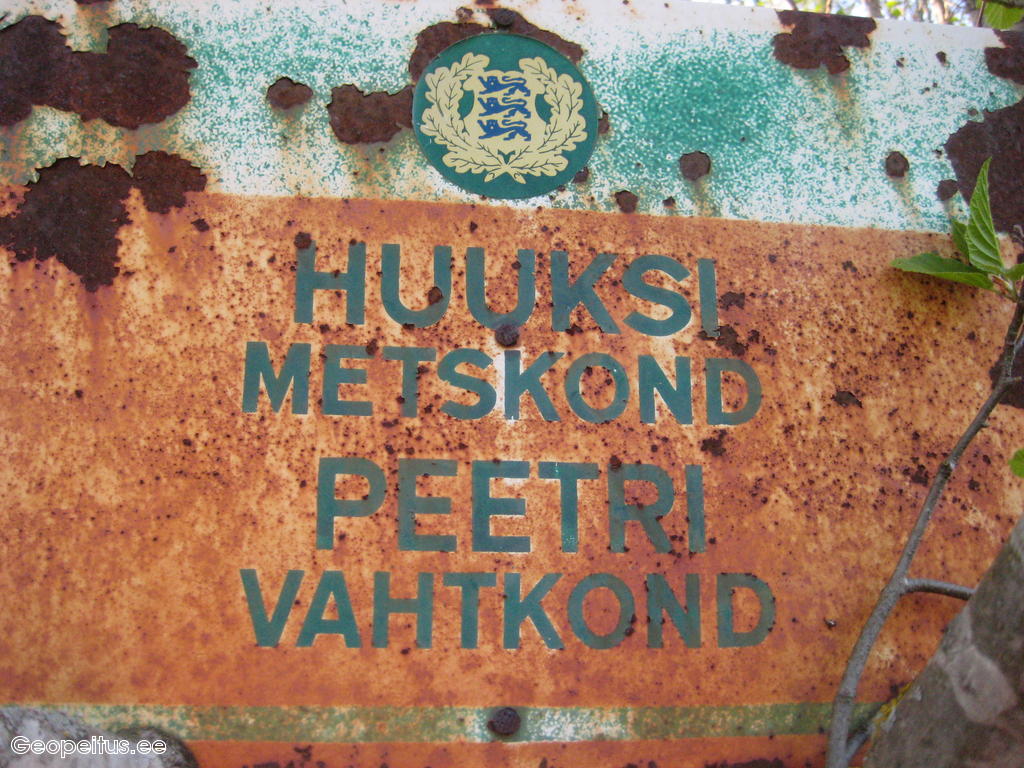 HUUKSI
METSKOND
PEETRI
VAHTKOND
Geopeitus.ee